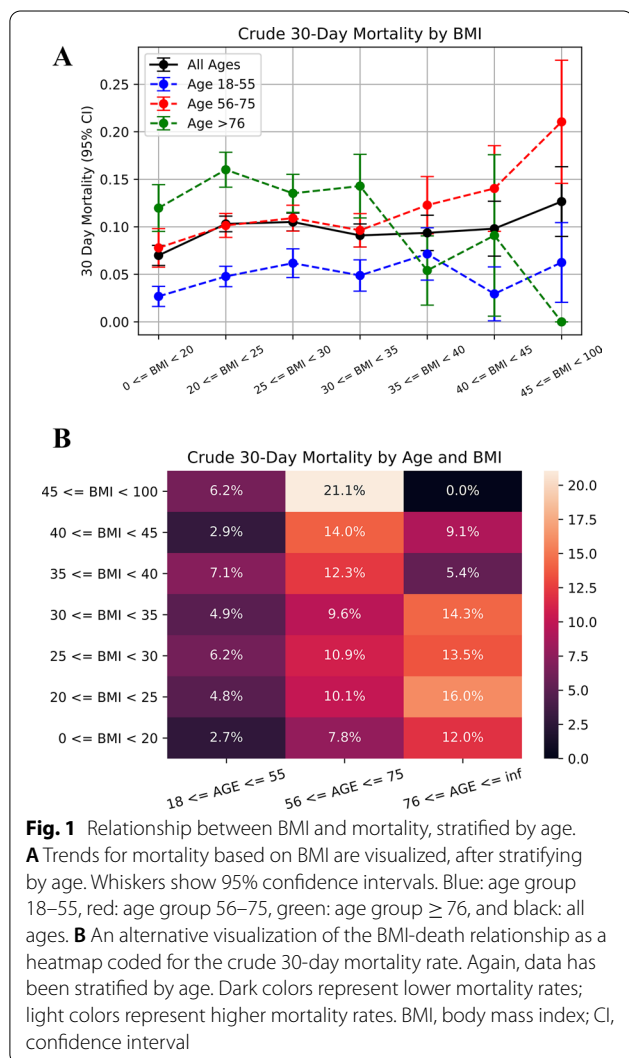 Crude 30-Day Mortality by BMI
A
All Ages
Age 18-55
Age 56-75
Age >76
30 Day Mortality (95% CI)
0.25
0.20
0.15
0.10
0.05
0.00
0 <= BMI < 20
20 <= BMI < 25
25 <= BMI < 30
30 <= BMI < 35
35 <= BMI < 40
40 <= BMI < 45
45 <= BMI < 100
B
Crude 30-Day Mortality by Age and BMI
45 <= BMI < 100 6.2% 21.1% 0.0%
40 <= BMI < 45 2.9% 14.0% 9.1%
35 <= BMI < 40 7.1% 12.3% 5.4%
30 <= BMI < 35 4.9% 9.6% 14.3%
25 <= BMI < 30 6.2% 10.9% 13.5%
20 <= BMI < 25 4.8% 10.1% 16.0%
0 <= BMI < 20 2.7% 7.8% 12.0%
18 <= AGE <= 55
56 <= AGE <= 75
76 <= AGE <= inf
20.0
17.5
15.0
12.5
10.0
7.5
5.0
2.5
0.0
Fig. 1 Relationship between BMI and mortality, stratified by age.
A Trends for mortality based on BMI are visualized, after stratifying
by age. Whiskers show 95% confidence intervals. Blue: age group
18–55, red: age group 56–75, green: age group ≥ 76, and black: all
ages. B An alternative visualization of the BMI-death relationship as a
heatmap coded for the crude 30-day mortality rate. Again, data has
been stratified by age. Dark colors represent lower mortality rates;
light colors represent higher mortality rates. BMI, body mass index; CI,
confidence interval